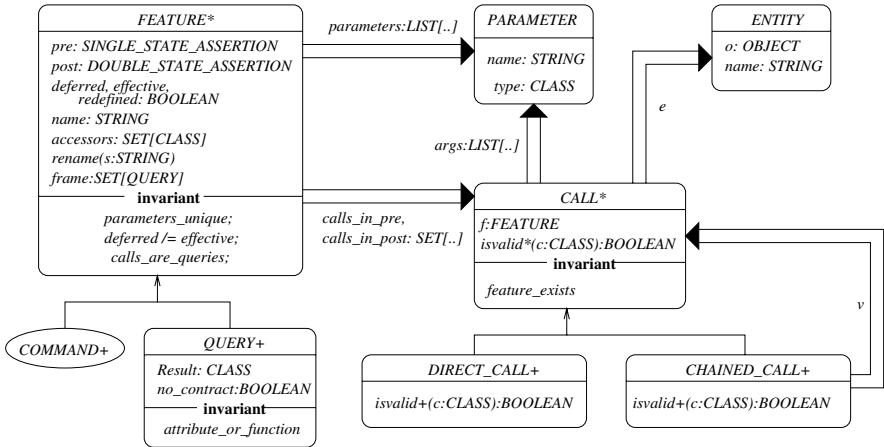 FEATURE*
pre: SINGLE_STATE_ASSERTION
post: DOUBLE_STATE_ASSERTION
deferred, effective,
redefined: BOOLEAN
name: STRING
accessors: SET[CLASS]
rename(s:STRING)
frame:SET[QUERY]
invariant
parameters_unique;
deferred /= effective;
calls_are_queries;
parameters:LIST[..]
PARAMETER
name: STRING
type: CLASS
ENTITY
o: OBJECT
name: STRING
e
args:LIST[..]
calls_in_pre,
calls_in_post: SET[..]
CALL*
f:FEATURE
isvalid*(c:CLASS):BOOLEAN
invariant
feature_exists
v
COMMAND+
QUERY+
Result: CLASS
no_contract:BOOLEAN
invariant
attribute_or_function
DIRECT_CALL+
isvalid+(c:CLASS):BOOLEAN
CHAINED_CALL+
isvalid+(c:CLASS):BOOLEAN